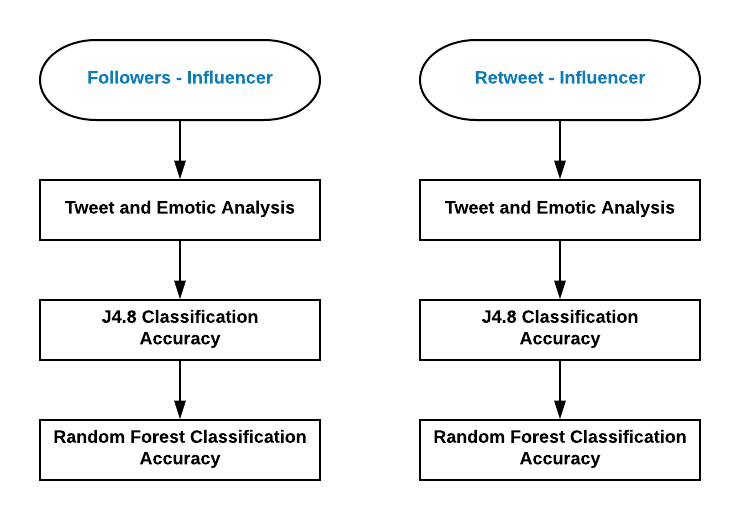 Followers - Influencer
Tweet and Emotic Analysis
J4.8 Classification
Accuracy
Random Forest Classification
Accuracy
Retweet - Influencer
Tweet and Emotic Analysis
J4.8 Classification
Accuracy
Random Forest Classification
Accuracy